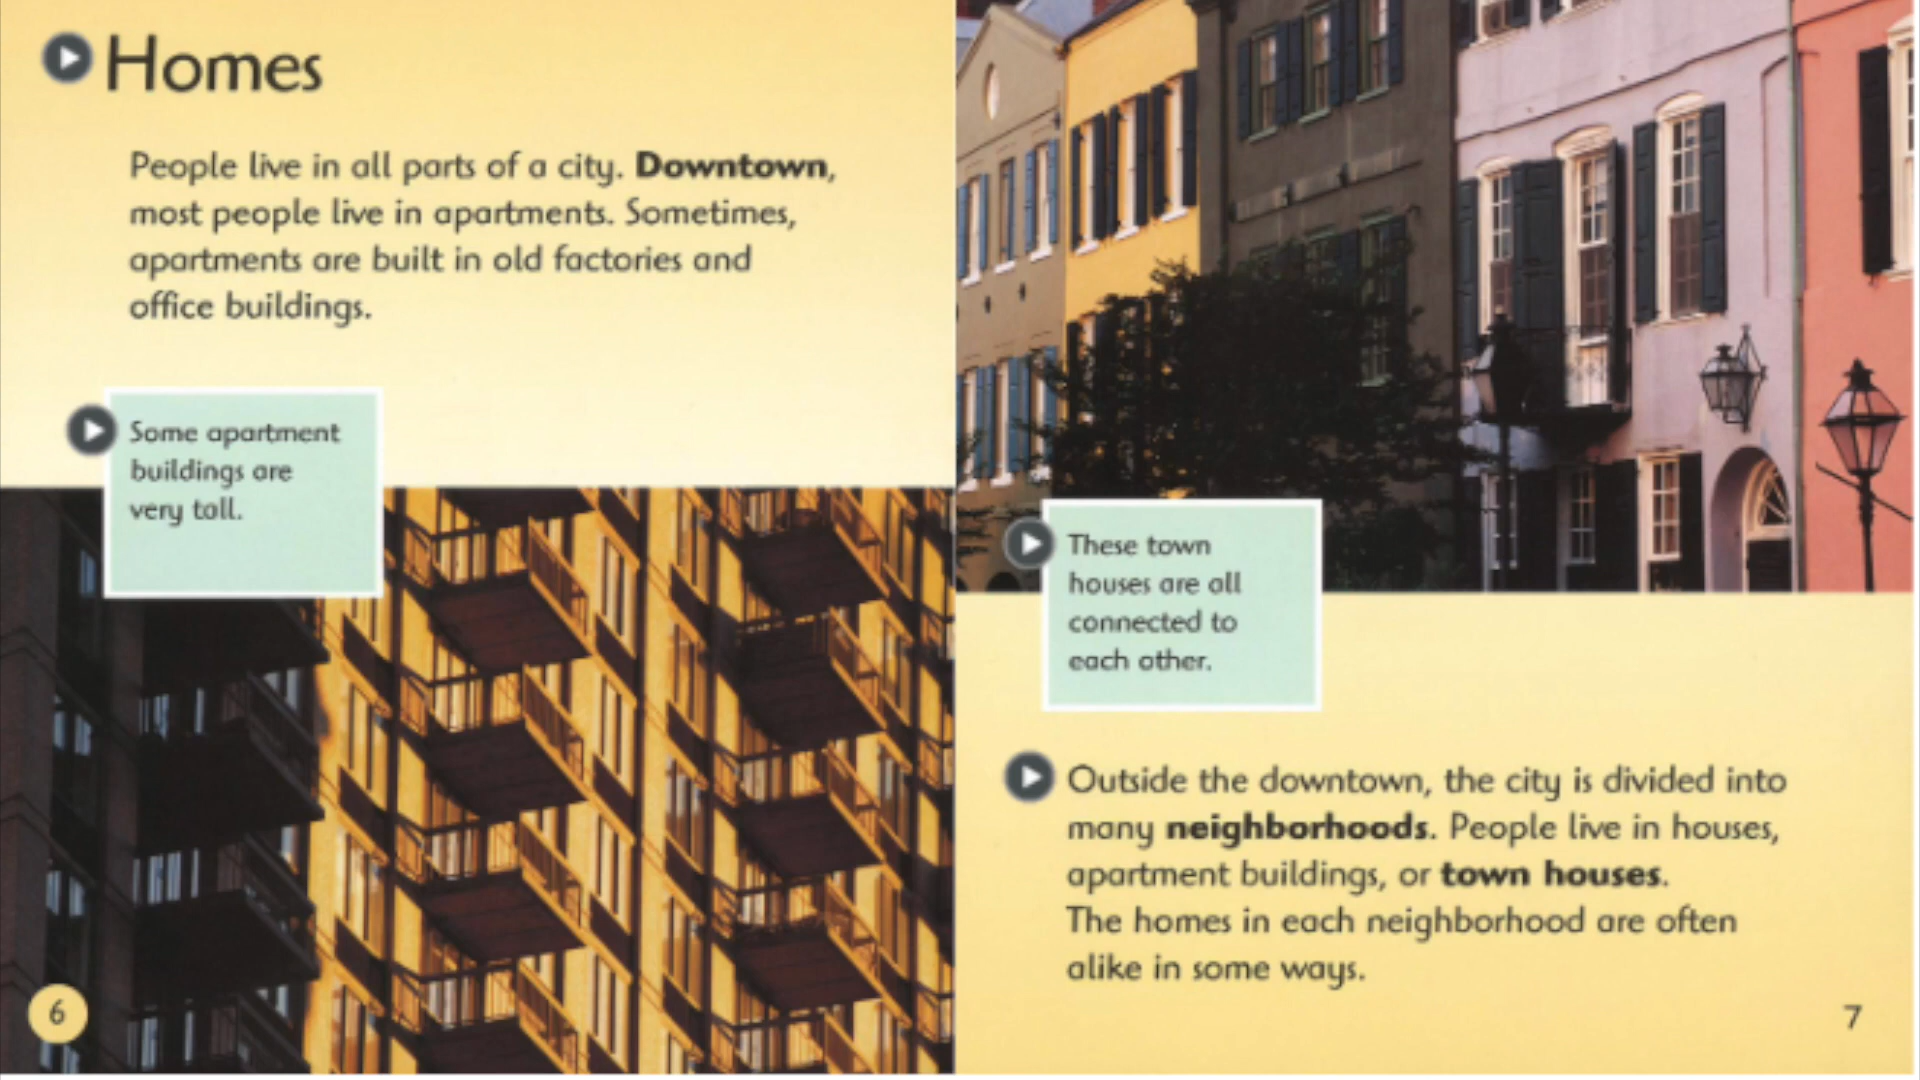 Homes
People live in all parts of a city. Downtown,
most people live in apartments. Sometimes,
apartments are built in old factories and
office buildings.
Some apartment
buildings are
very tall.
6
These town
houses are all
connected to
each other.
Outside the downtown, the city is divided into
many neighborhoods. People live in houses,
apartment buildings, or town houses.
The homes in each neighborhood are often
alike in some ways.
7